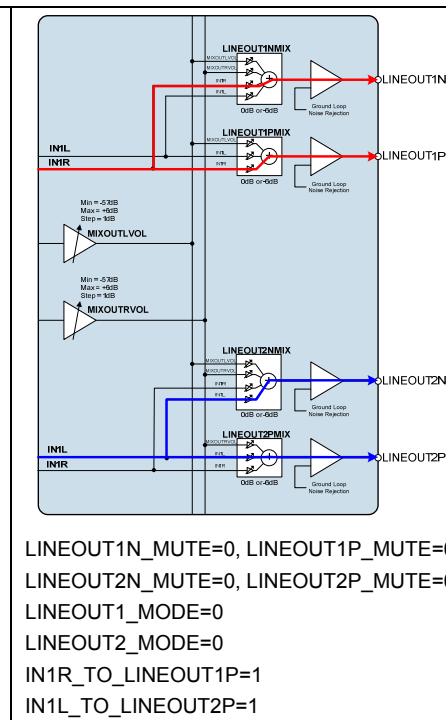 LINEOUT1NMIX
MIXOUTLVOL
MIXOUTRVOL
IN1R
IN1L
0dB or -6dB
Ground Loop
Noise Rejection
LINEOUT1N
LINEOUT1PMIX
MIXOUTLVOL
IN1L
IN1R
0dB or -6dB
Ground Loop
Noise Rejection
LINEOUT1P
IN1L
IN1R
Min = -57dB
Max = +6dB
Step = 1dB
MIXOUTLVOL
Min = -57dB
Max = +6dB
Step = 1dB
MIXOUTRVOL
LINEOUT2NMIX
MIXOUTLVOL
MIXOUTRVOL
IN1R
IN1L
0dB or -6dB
Ground Loop
Noise Rejection
LINEOUT2N
LINEOUT2PMIX
MIXOUTRVOL
IN1L
IN1R
0dB or -6dB
Ground Loop
Noise Rejection
LINEOUT2P
IN1L
IN1R
LINEOUT1N_MUTE=0, LINEOUT1P_MUTE=0
LINEOUT2N_MUTE=0, LINEOUT2P_MUTE=0
LINEOUT1_MODE=0
LINEOUT2_MODE=0
IN1R_TO_LINEOUT1P=1
IN1L_TO_LINEOUT2P=1